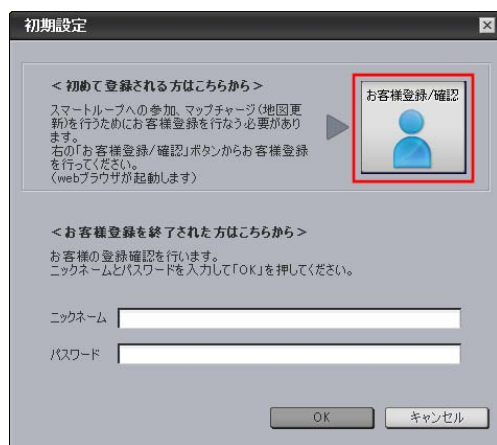 初期設定
＜初めて登録される方はこちらから＞
スマートループへの参加、マップチャージ(地図更
新)を行うためにお客様登録を行なう必要があり
ます。
右の「お客様登録/確認」ボタンからお客様登録
を行ってください。
(webブラウザが起動します)
お客様登録/確認
＜お客様登録を終了された方はこちらから＞
お客様の登録確認を行います。
ニックネームとパスワードを入力して「OK」を押してください。
ニックネーム
パスワード
OK
キャンセル